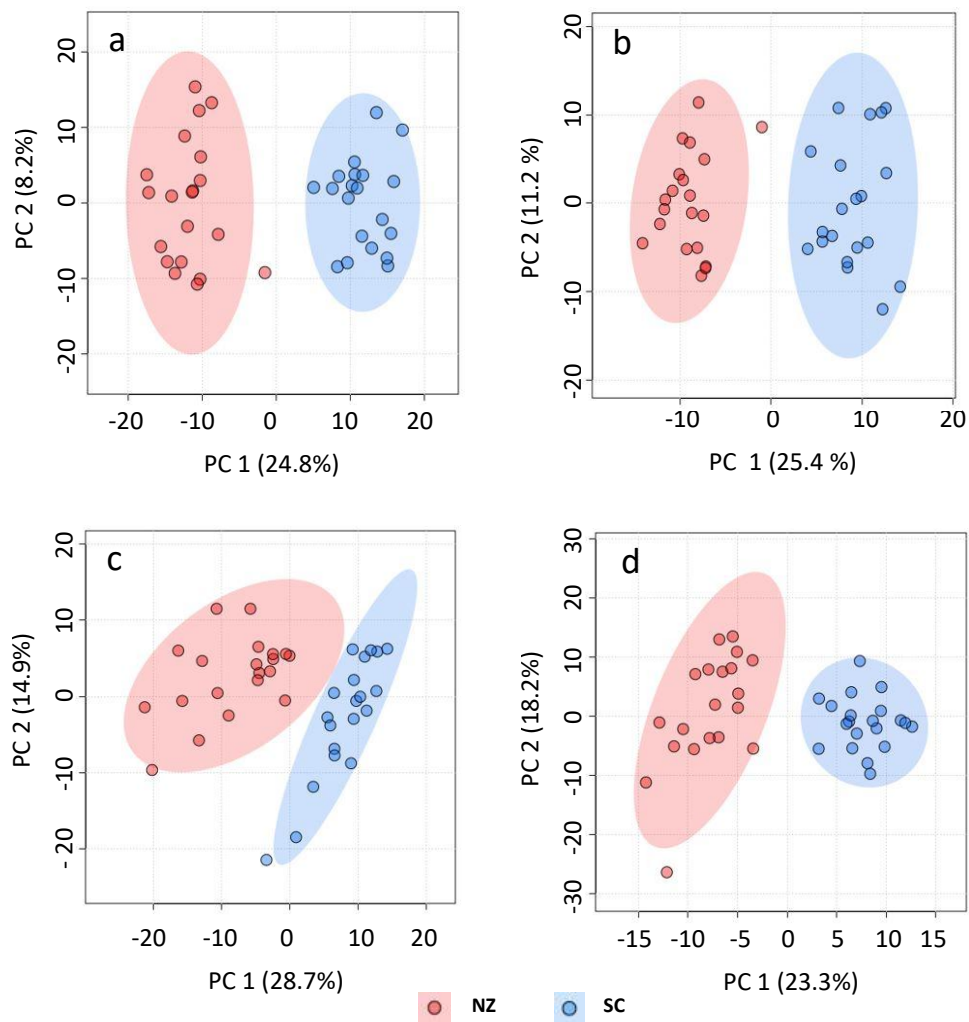 a
20
10
0
-10
-20
PC 2 (8.2%)
-20 -10 0 10 20
PC 1 (24.8%)
b
20
10
0
-10
-20
PC 2 (11.2 %)
-10 0 10 20
PC 1 (25.4 %)
c
20
10
0
-10
-20
PC 2 (14.9%)
-20 -10 0 10 20
PC 1 (28.7%)
d
30
20
10
0
-10
-20
-30
PC 2 (18.2%)
-15 -10 -5 0 5 10 15
PC 1 (23.3%)
NZ SC